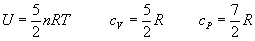 U = 5/2 nRT    c_V = 5/2 R    c_P = 7/2 R